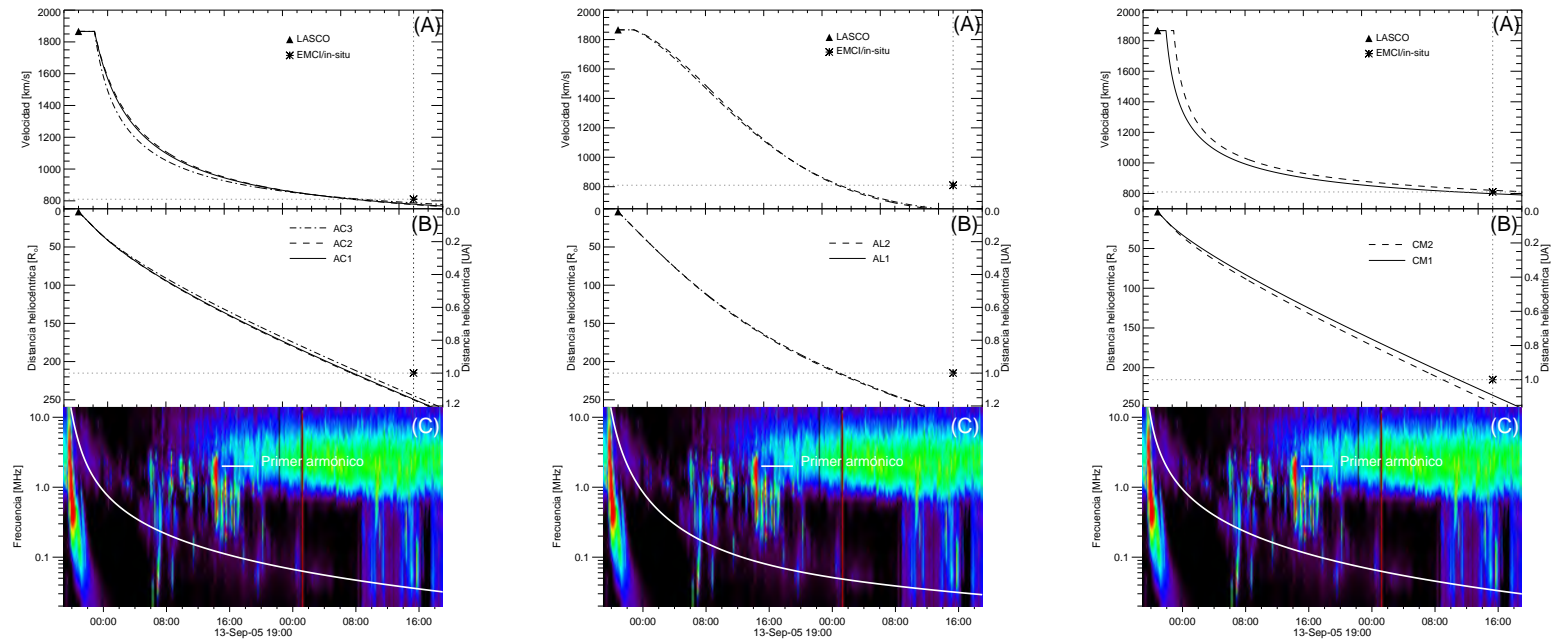 (A)
2000
1800
1600
1400
1200
1000
800
Velocidad [km/s]
LASCO
EMCI/in-situ
(B)
0
50
100
150
200
250
Distancia heliocéntrica [R☉]
0.0
0.2
0.4
0.6
0.8
1.0
1.2
Distancia heliocéntrica [UA]
AC3
AC2
AC1
(C)
10.0
1.0
0.1
Frecuencia [MHz]
Primer armónico
00:00 08:00 16:00 00:00 08:00 16:00
13-Sep-05 19:00
(A)
2000
1800
1600
1400
1200
1000
800
Velocidad [km/s]
LASCO
EMCI/in-situ
(B)
0
50
100
150
200
250
Distancia heliocéntrica [R☉]
0.0
0.2
0.4
0.6
0.8
1.0
1.2
Distancia heliocéntrica [UA]
AL2
AL1
(C)
10.0
1.0
0.1
Frecuencia [MHz]
Primer armónico
00:00 08:00 16:00 00:00 08:00 16:00
13-Sep-05 19:00
(A)
2000
1800
1600
1400
1200
1000
800
Velocidad [km/s]
LASCO
EMCI/in-situ
(B)
0
50
100
150
200
250
Distancia heliocéntrica [R☉]
0.0
0.2
0.4
0.6
0.8
1.0
Distancia heliocéntrica [UA]
CM2
CM1
(C)
10.0
1.0
0.1
Frecuencia [MHz]
Primer armónico
00:00 08:00 16:00 00:00 08:00 16:00
13-Sep-05 19:00